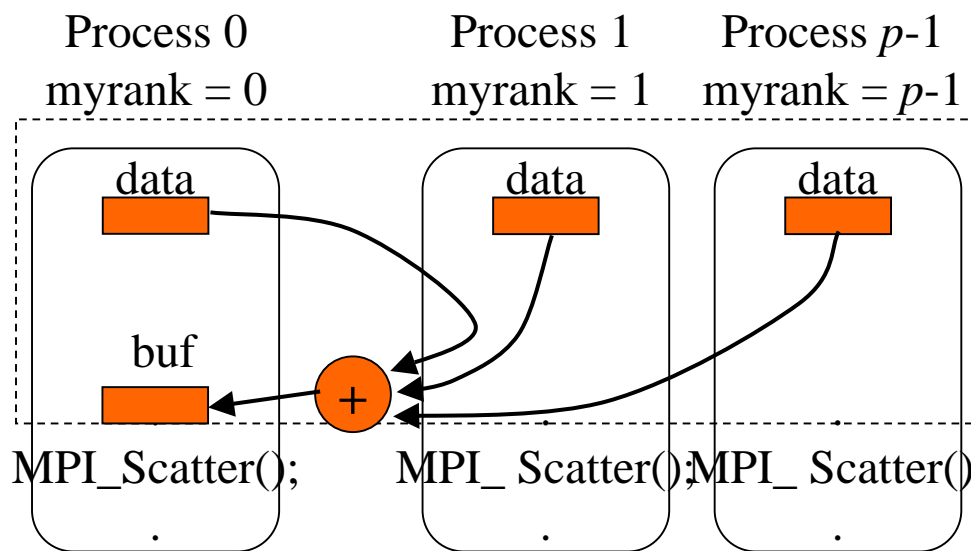 Process 0 Process 1 Process p-1
myrank = 0 myrank = 1 myrank = p-1
data data data
buf
+
. . .
MPI_Scatter(); MPI_ Scatter(); MPI_ Scatter()
. . .